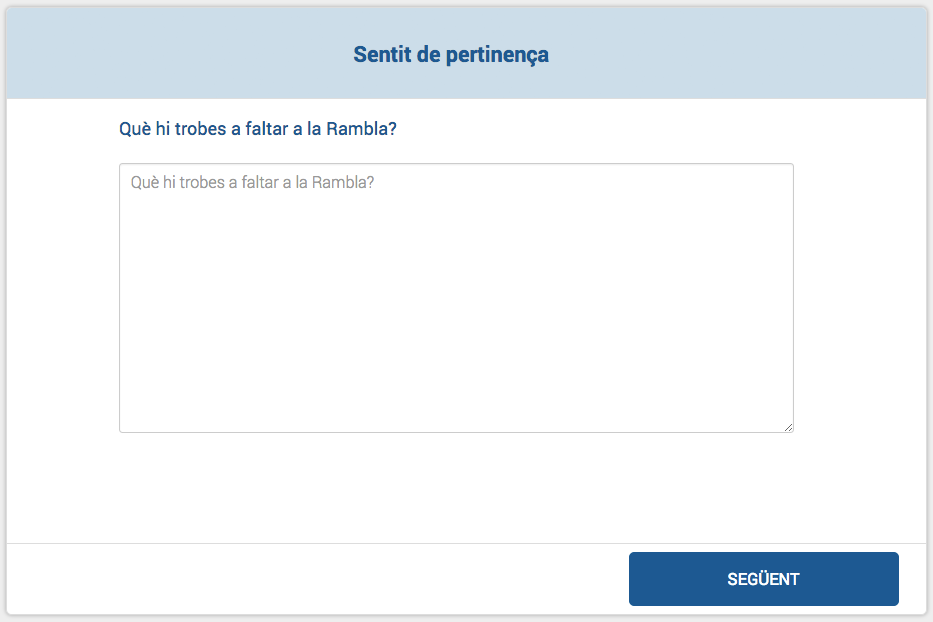 Sentit de pertinença
Què hi trobes a faltar a la Rambla?
Què hi trobes a faltar a la Rambla?
SEGÜENT